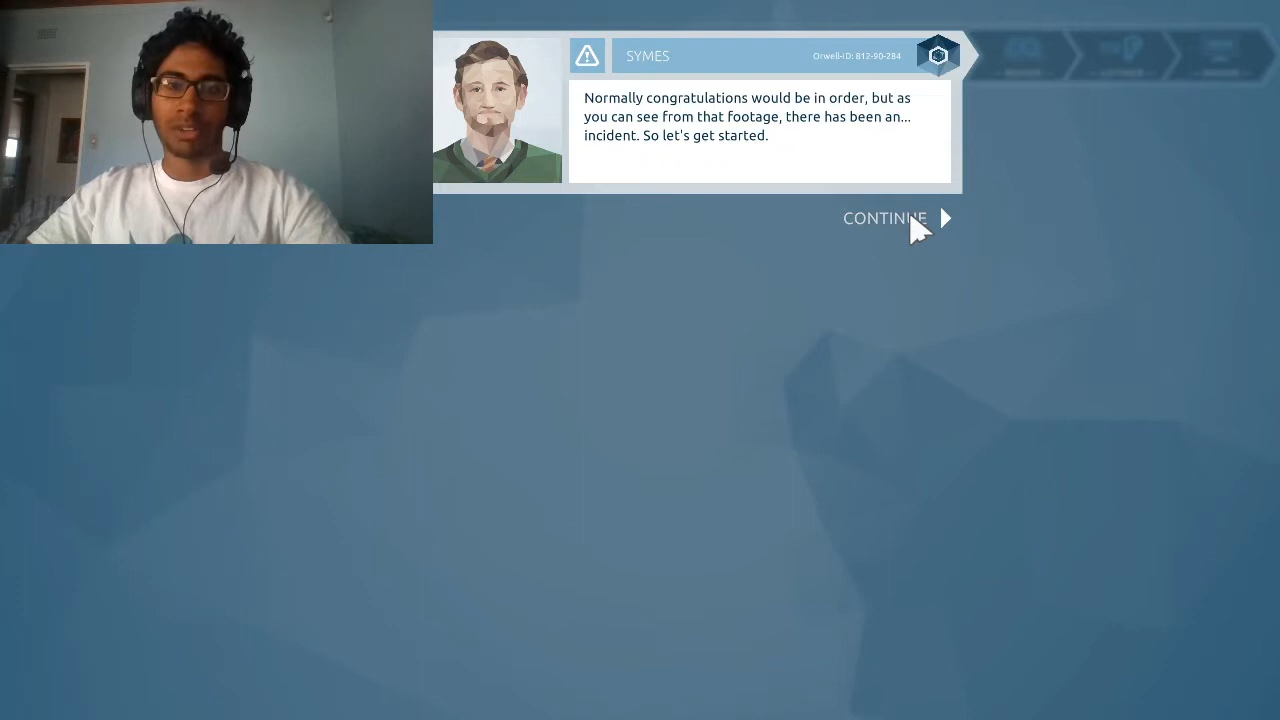 SYMES
Orwell-ID: 812-90-284
Normally congratulations would be in order, but as
you can see from that footage, there has been an...
incident. So let's get started.
CONTINUE